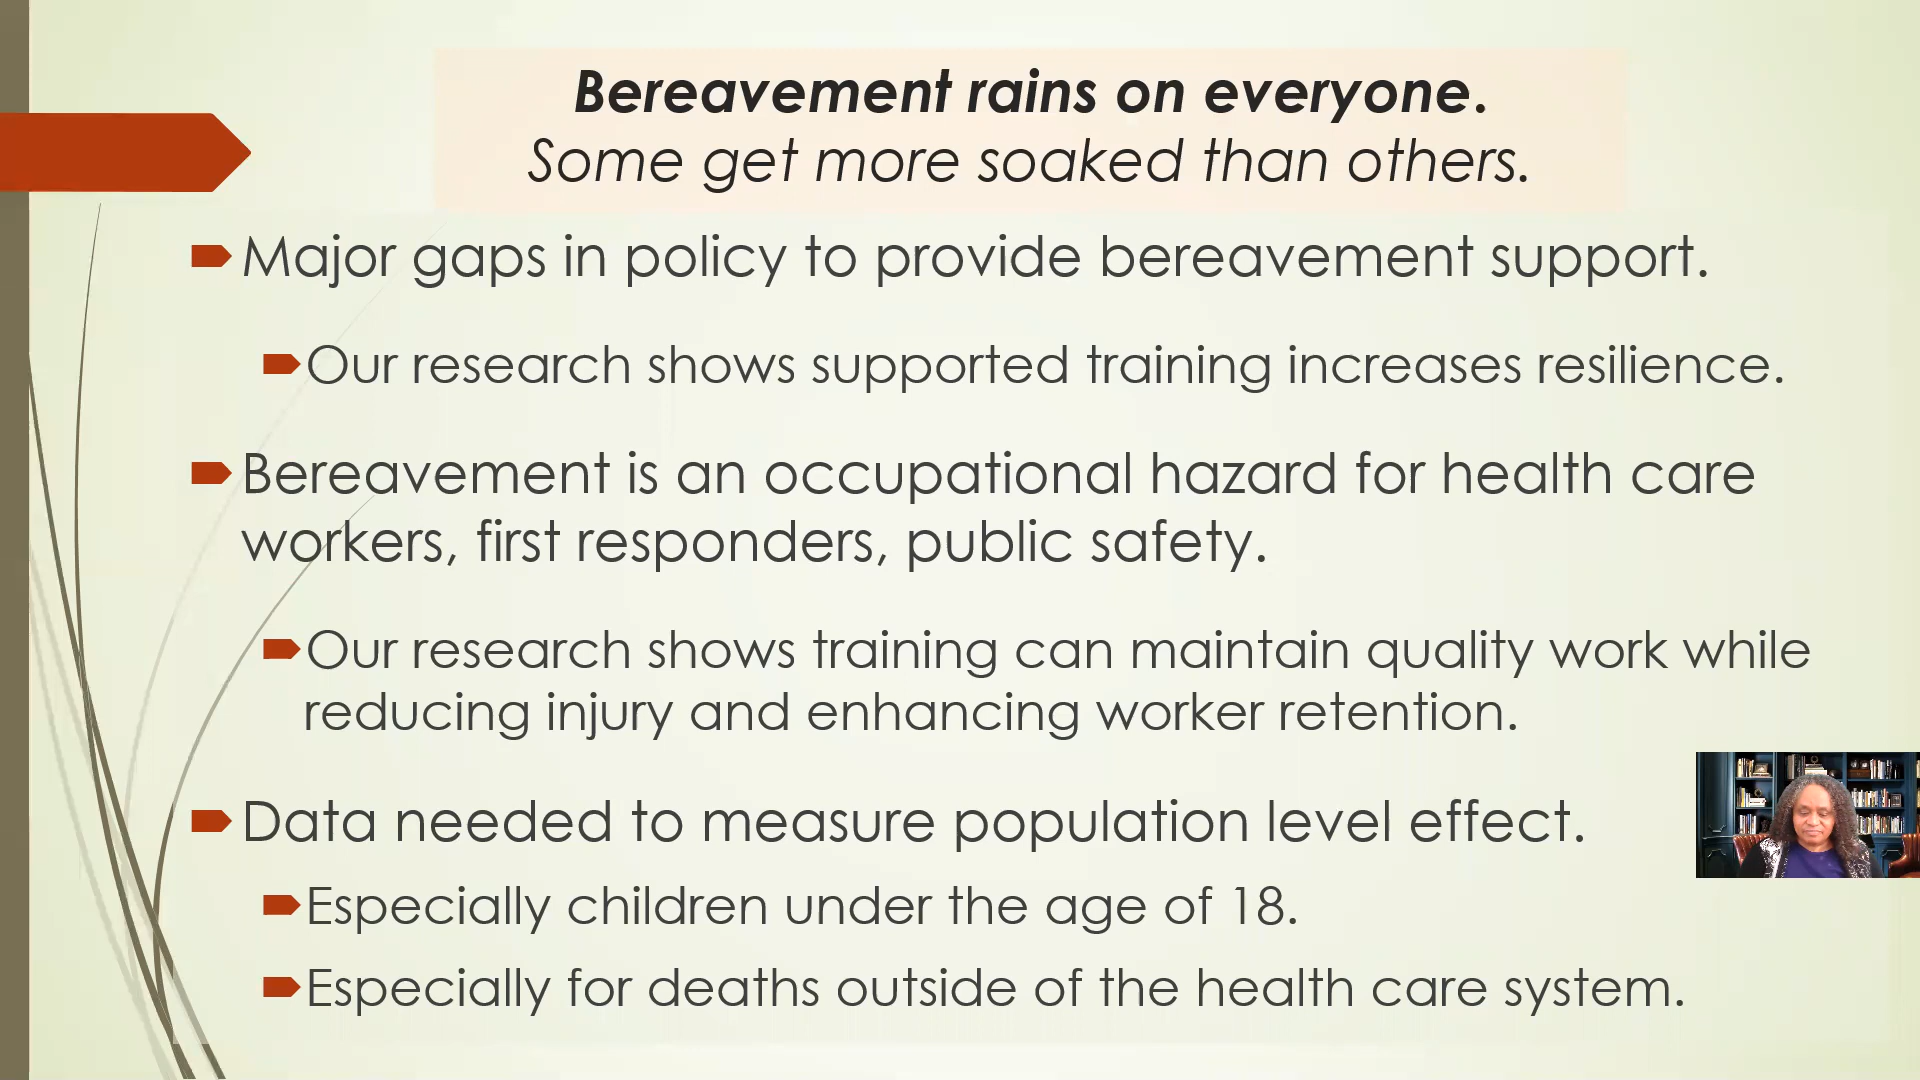 Bereavement rains on everyone.
Some get more soaked than others.
Major gaps in policy to provide bereavement support.
Our research shows supported training increases resilience.
Bereavement is an occupational hazard for health care
workers, first responders, public safety.
Our research shows training can maintain quality work while
reducing injury and enhancing worker retention.
Data needed to measure population level effect.
Especially children under the age of 18.
Especially for deaths outside of the health care system.